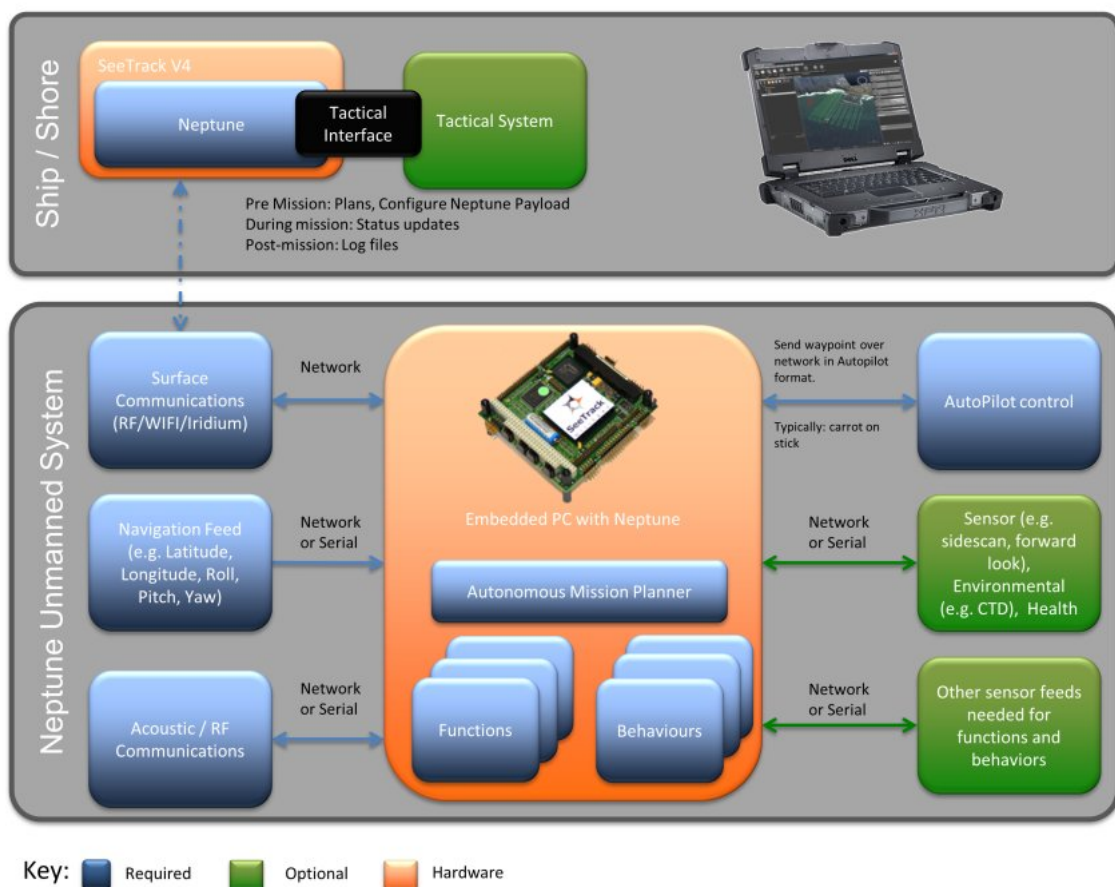 Ship / Shore
SeeTrack V4
Neptune
Tactical
Interface
Tactical System
Pre Mission: Plans, Configure Neptune Payload
During mission: Status updates
Post-mission: Log files
DELL
Neptune Unmanned System
Surface
Communications
(RF/WIFI/Iridium)
Network
SeeTrack
Send waypoint over
network in Autopilot
format.
Typically: carrot on
stick
AutoPilot control
Navigation Feed
(e.g. Latitude,
Longitude, Roll,
Pitch, Yaw)
Network
or Serial
Embedded PC with Neptune
Autonomous Mission Planner
Network
or Serial
Sensor (e.g.
sidescan, forward
look),
Environmental
(e.g. CTD), Health
Acoustic / RF
Communications
Network
or Serial
Functions
Behaviours
Network
or Serial
Other sensor feeds
needed for
functions and
behaviors
Key:
Required
Optional
Hardware